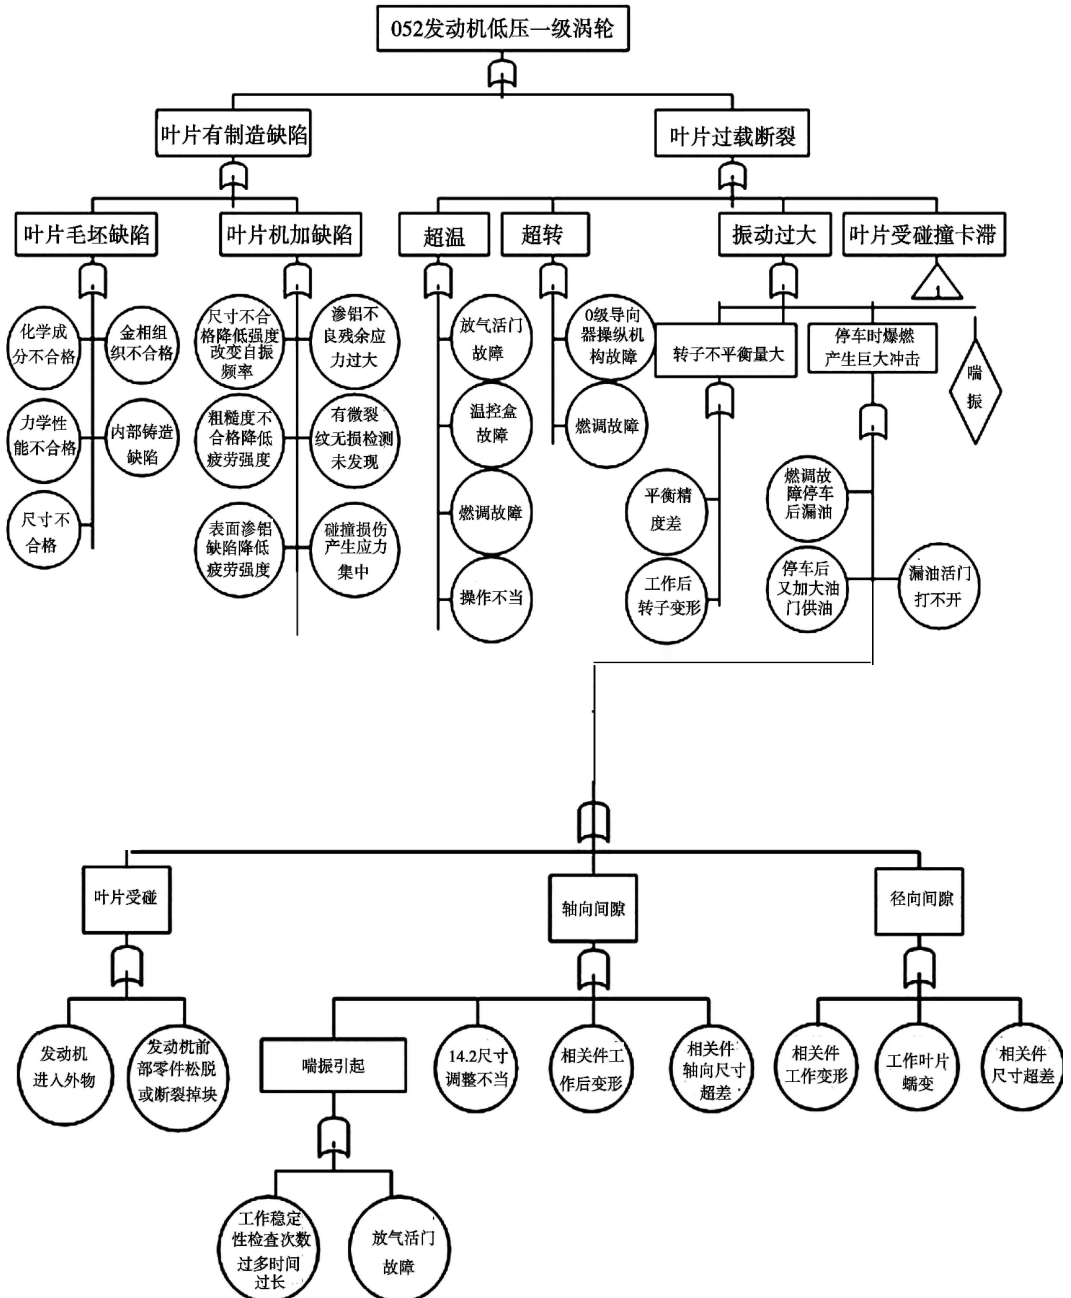 052发动机低压一级涡轮
叶片有制造缺陷
叶片过载断裂
叶片毛坯缺陷
叶片机加缺陷
超温
超转
振动过大
叶片受碰撞卡滞
化学成
分不合格
金相组
织不合格
力学性
能不合格
内部铸造
缺陷
尺寸不
合格
尺寸不合
格降低强度
改变自振
频率
渗铝不
良残余应
力过大
粗糙度不
合格降低
疲劳强度
有微裂
纹无损检测
未发现
表面渗铝
缺陷降低
疲劳强度
碰撞损伤
产生应力
集中
放气活门
故障
温控盒
故障
燃调故障
操作不当
0级导向
器操纵机
构故障
燃调故障
转子不平衡量大
停车时爆燃
产生巨大冲击
喘
振
平衡精
度差
工作后
转子变形
燃调故
障停车
后漏油
停车后
又加大油
门供油
漏油活门
打不开
叶片受碰
轴向间隙
径向间隙
发动机
进入外物
发动机前
部零件松脱
或断裂掉块
喘振引起
14.2尺寸
调整不当
相关件工
作后变形
相关件
轴向尺寸
超差
相关件
工作变形
工作叶片
蠕变
相关件
尺寸超差
工作稳定
性检查次数
过多时间
过长
放气活门
故障